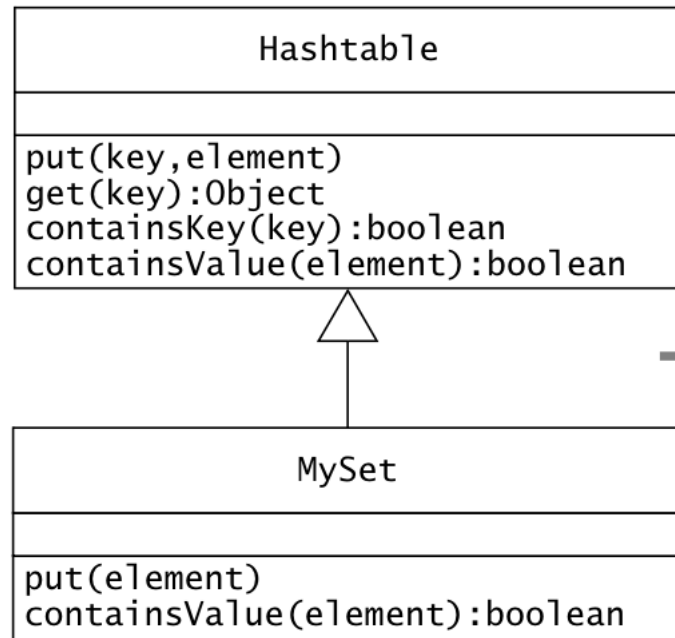 Hashtable
put(key,element)
get(key):Object
containsKey(key):boolean
containsValue(element):boolean
MySet
put(element)
containsValue(element):boolean